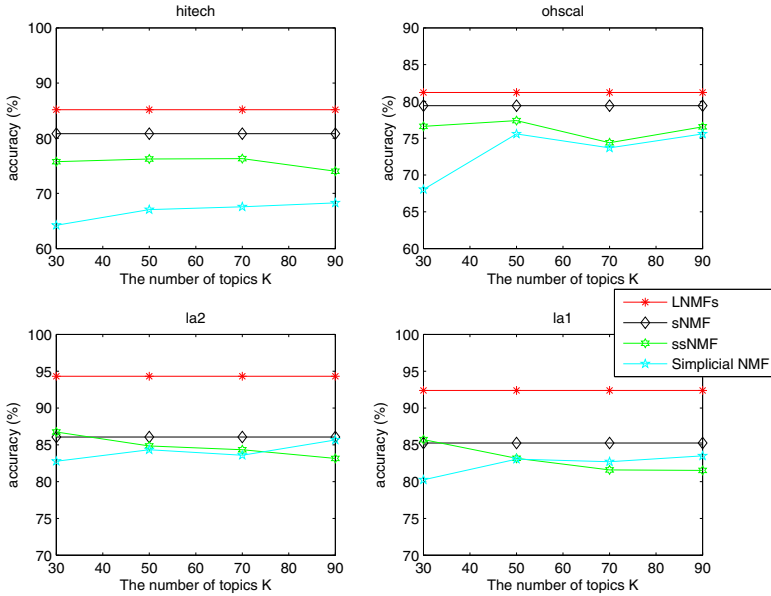 hitech
100
90
80
70
60
accuracy (%)
30 40 50 60 70 80 90
The number of topics K
ohscal
90
85
80
75
70
65
60
accuracy (%)
30 40 50 60 70 80 90
The number of topics K
LNMFs
sNMF
ssNMF
Simplicial NMF
la2
100
95
90
85
80
75
70
accuracy (%)
30 40 50 60 70 80 90
The number of topics K
la1
100
95
90
85
80
75
70
accuracy (%)
30 40 50 60 70 80 90
The number of topics K